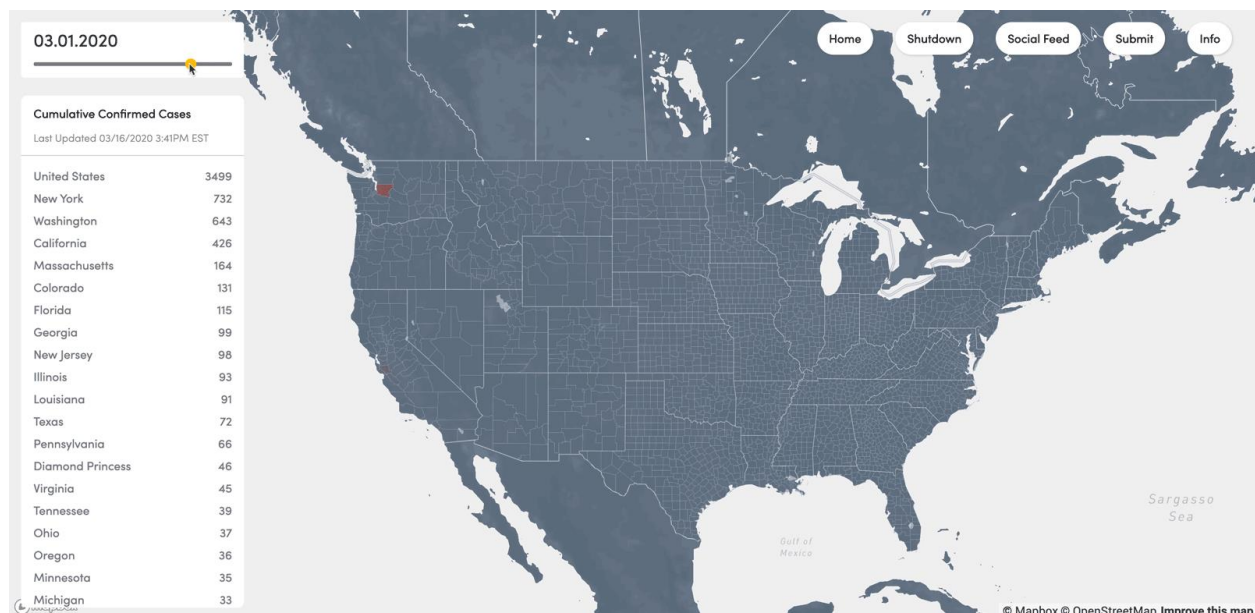 03.01.2020
Home
Shutdown
Social Feed
Submit
Info
Cumulative Confirmed Cases
Last Updated 03/16/2020 3:41PM EST
United States 3499
New York 732
Washington 643
California 426
Massachusetts 164
Colorado 131
Florida 115
Georgia 99
New Jersey 98
Illinois 93
Louisiana 91
Texas 72
Pennsylvania 66
Diamond Princess 46
Virginia 45
Tennessee 39
Ohio 37
Oregon 36
Minnesota 35
Michigan 33
Sargasso
Sea
Gulf of
Mexico
© Mapbox © OpenStreetMap Improve this map